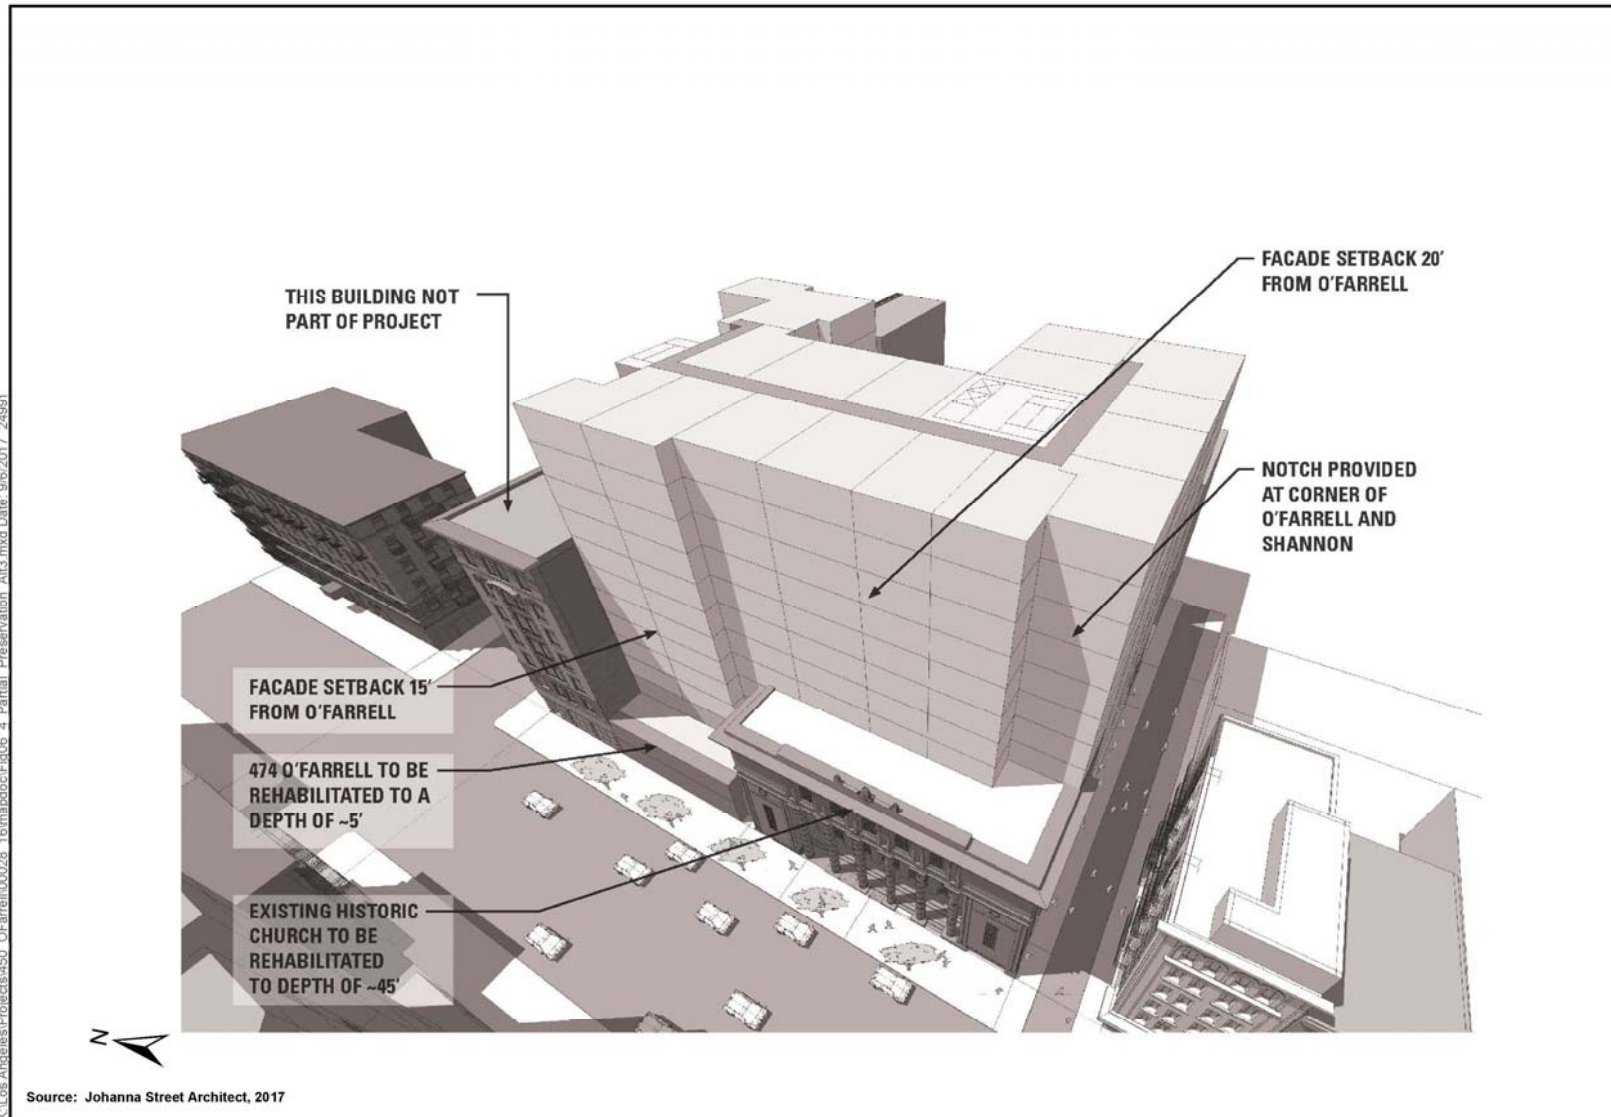 THIS BUILDING NOT
PART OF PROJECT
FACADE SETBACK 20'
FROM O'FARRELL
NOTCH PROVIDED
AT CORNER OF
O'FARRELL AND
SHANNON
FACADE SETBACK 15'
FROM O'FARRELL
474 O'FARRELL TO BE
REHABILITATED TO A
DEPTH OF ~5'
EXISTING HISTORIC
CHURCH TO BE
REHABILITATED
TO DEPTH OF ~45'
N
Source: Johanna Street Architect, 2017